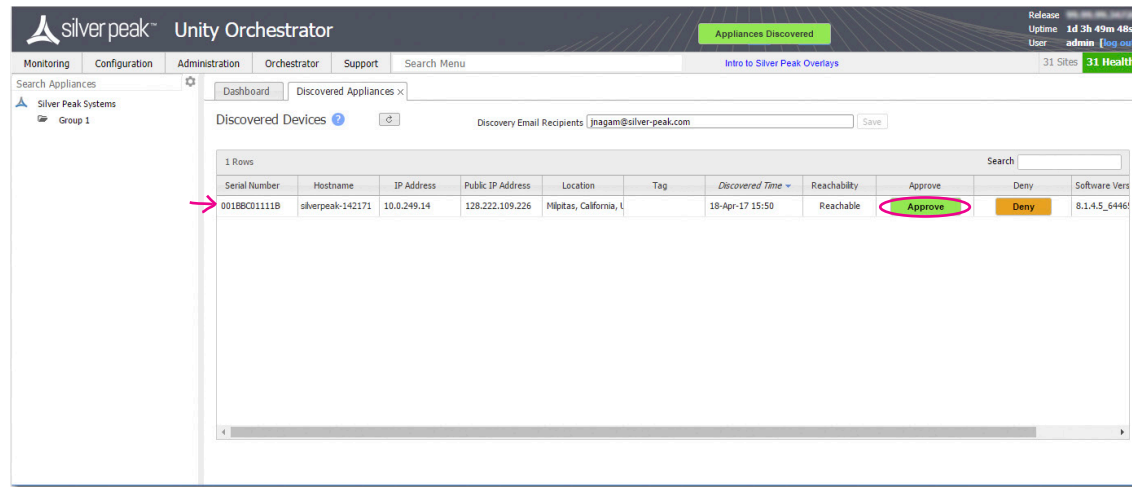 silver peak™ Unity Orchestrator
Appliances Discovered
Release
Uptime 1d 3h 49m 48s
User admin [log ou
Monitoring Configuration Administration Orchestrator Support Search Menu Intro to Silver Peak Overlays 31 Sites 31 Health
Search Appliances
Silver Peak Systems
Group 1
Dashboard Discovered Appliances ×
Discovered Devices ? Discovery Email Recipients jnagam@silver-peak.com Save
1 Rows Search
Serial Number Hostname IP Address Public IP Address Location Tag Discovered Time Reachability Approve Deny Software Vers
001BBC01111B silverpeak-142171 10.0.249.14 128.222.109.226 Milpitas, California, U 18-Apr-17 15:50 Reachable Approve Deny 8.1.4.5_6446